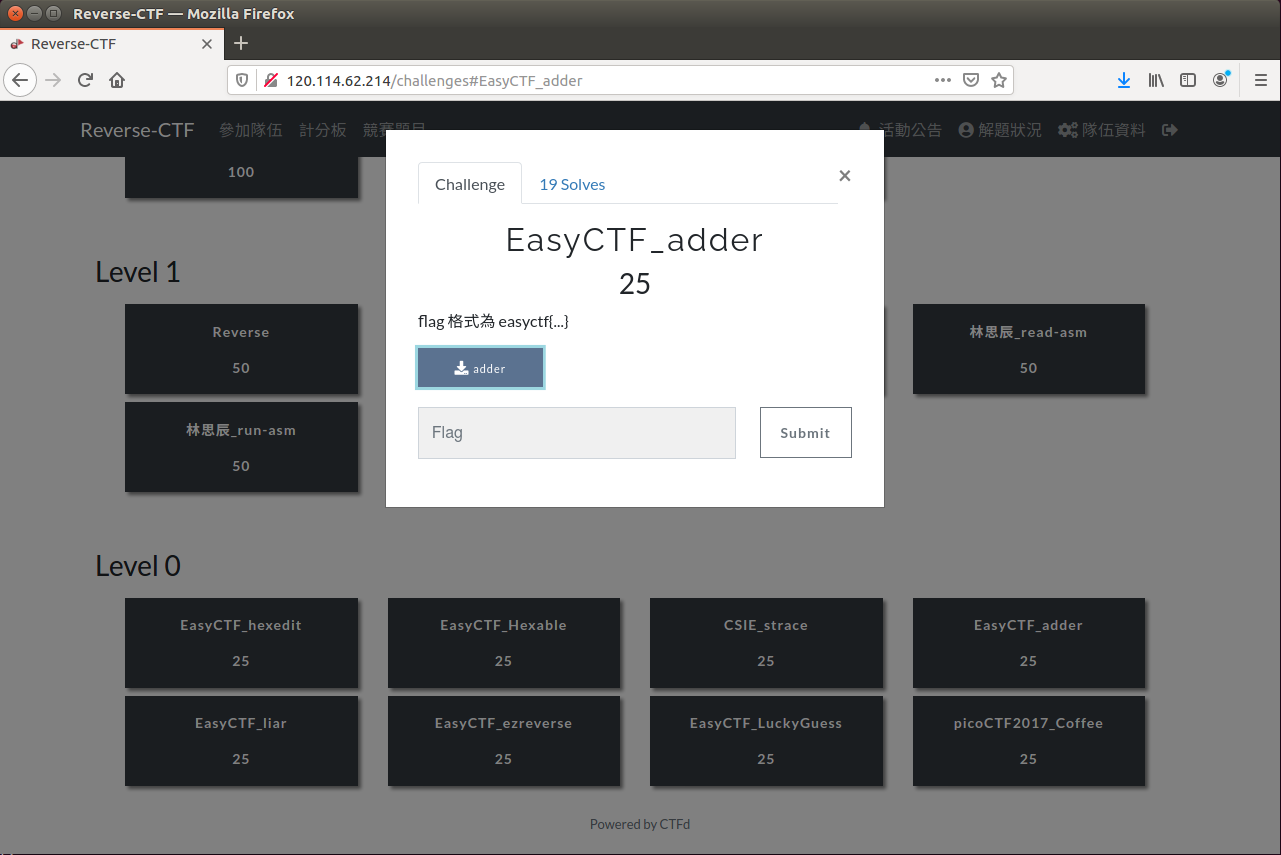 Reverse-CTF — Mozilla Firefox
Reverse-CTF
120.114.62.214/challenges#EasyCTF_adder
Reverse-CTF 參加隊伍 計分板 競賽題目 活動公告 解題狀況 隊伍資料
100
Challenge
19 Solves
×
EasyCTF_adder
25
flag 格式為 easyctf{...}
adder
Flag
Submit
Level 1
Reverse
50
林思辰_read-asm
50
林思辰_run-asm
50
Level 0
EasyCTF_hexedit
25
EasyCTF_Hexable
25
CSIE_strace
25
EasyCTF_adder
25
EasyCTF_liar
25
EasyCTF_ezreverse
25
EasyCTF_LuckyGuess
25
picoCTF2017_Coffee
25
Powered by CTFd